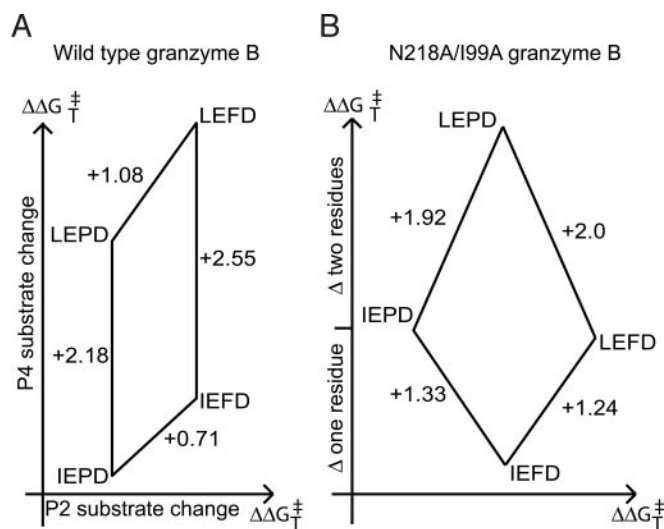 A
Wild type granzyme B
ΔΔG‡T
LEFD
+1.08
LEPD
+2.55
+2.18
IEFD
+0.71
IEPD
P4 substrate change
P2 substrate change
ΔΔG‡T
B
N218A/I99A granzyme B
ΔΔG‡T
LEPD
+1.92
+2.0
IEPD
LEFD
+1.33
+1.24
IEFD
Δ two residues
Δ one residue
ΔΔG‡T